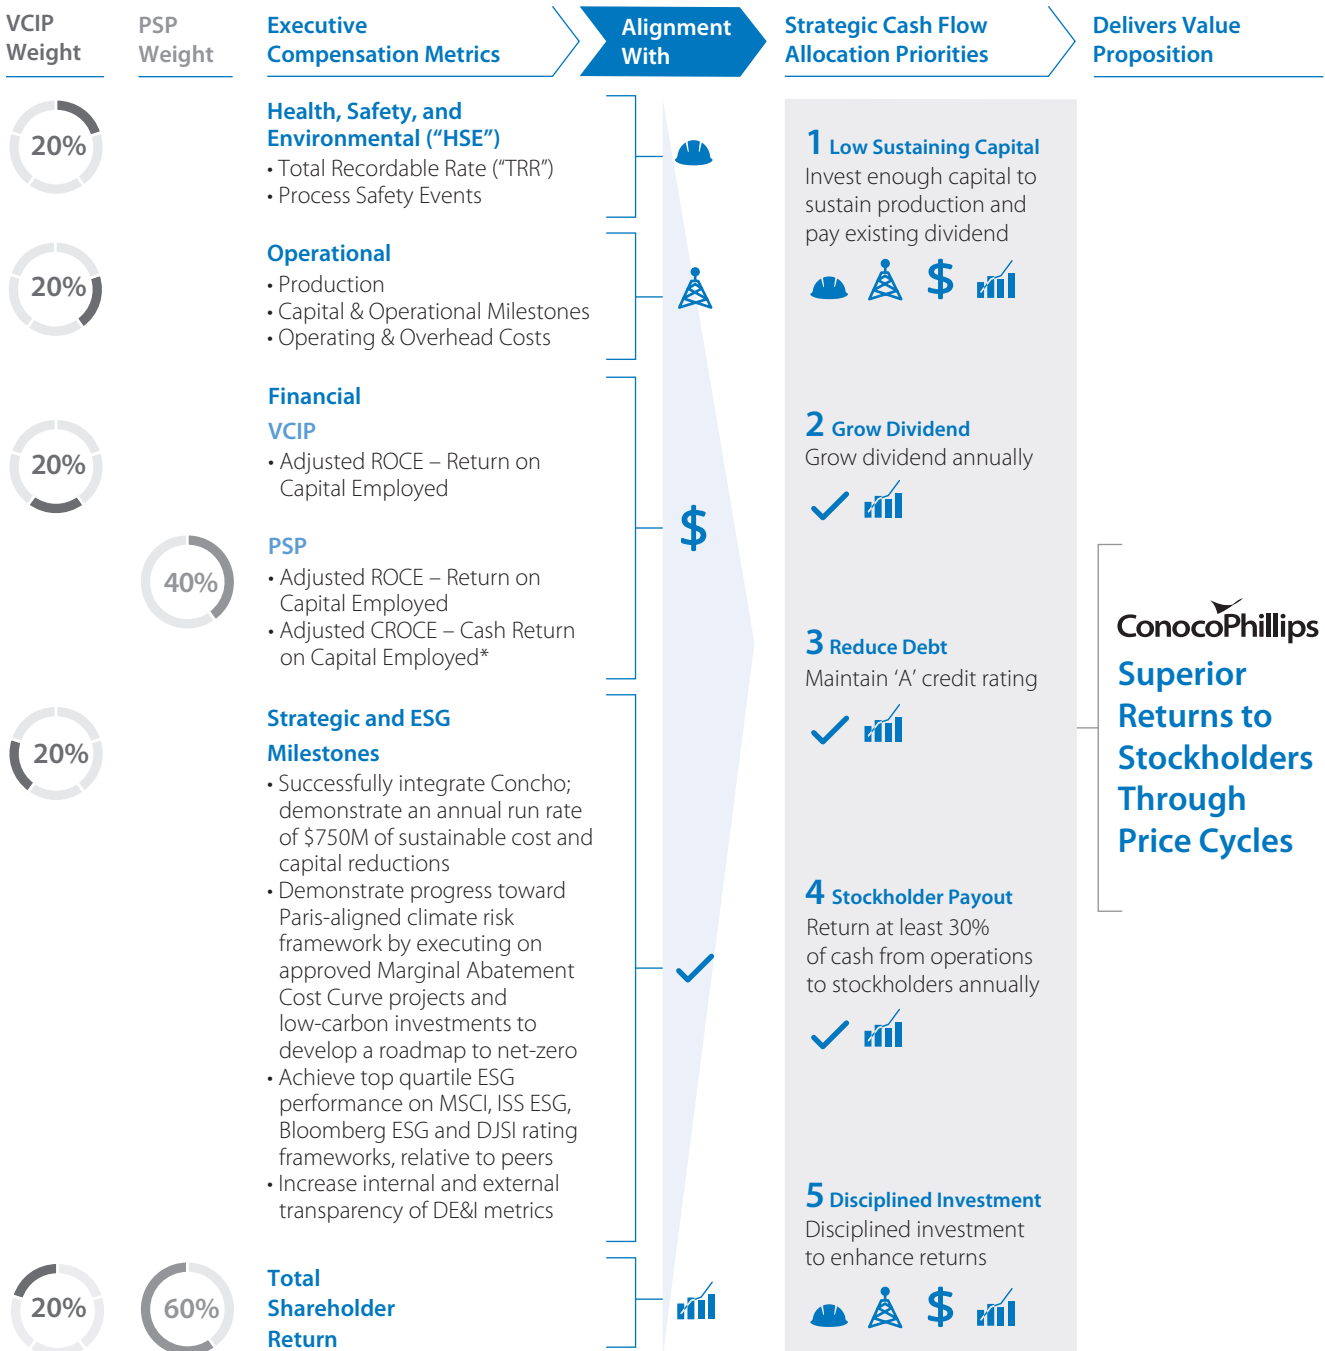 VCIP
Weight
PSP
Weight
Executive
Compensation Metrics
Alignment
With
Strategic Cash Flow
Allocation Priorities
Delivers Value
Proposition
20%
Health, Safety, and
Environmental (“HSE”)
• Total Recordable Rate (“TRR”)
• Process Safety Events
20%
Operational
• Production
• Capital & Operational Milestones
• Operating & Overhead Costs
20%
Financial
VCIP
• Adjusted ROCE – Return on
Capital Employed
40%
PSP
• Adjusted ROCE – Return on
Capital Employed
• Adjusted CROCE – Cash Return
on Capital Employed*
$
20%
Strategic and ESG
Milestones
• Successfully integrate Concho;
demonstrate an annual run rate
of $750M of sustainable cost and
capital reductions
• Demonstrate progress toward
Paris-aligned climate risk
framework by executing on
approved Marginal Abatement
Cost Curve projects and
low-carbon investments to
develop a roadmap to net-zero
• Achieve top quartile ESG
performance on MSCI, ISS ESG,
Bloomberg ESG and DJSI rating
frameworks, relative to peers
• Increase internal and external
transparency of DE&I metrics
20%
60%
Total
Shareholder
Return
1 Low Sustaining Capital
Invest enough capital to
sustain production and
pay existing dividend
$
2 Grow Dividend
Grow dividend annually
3 Reduce Debt
Maintain ‘A’ credit rating
4 Stockholder Payout
Return at least 30%
of cash from operations
to stockholders annually
5 Disciplined Investment
Disciplined investment
to enhance returns
$
ConocoPhillips
Superior
Returns to
Stockholders
Through
Price Cycles